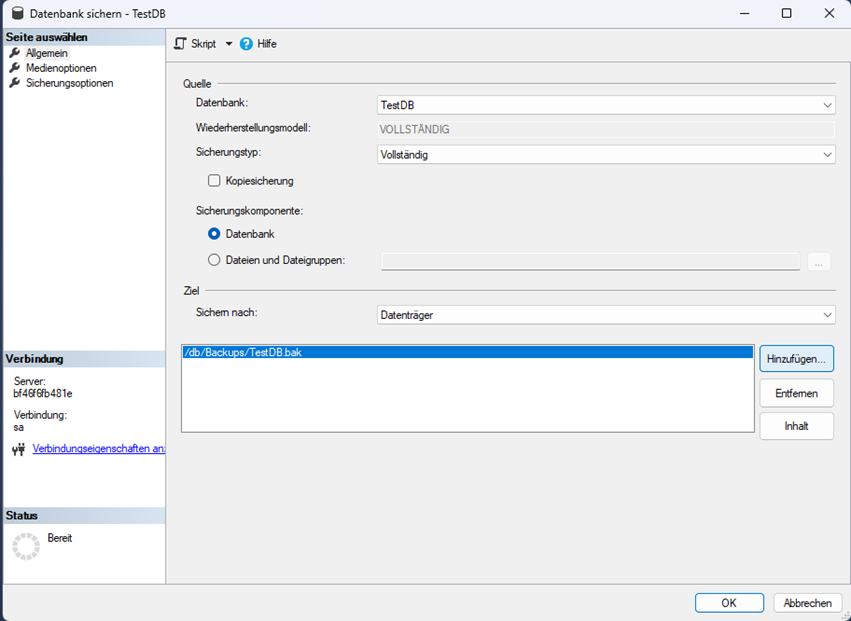 Datenbank sichern - TestDB
Seite auswählen
Allgemein
Medienoptionen
Sicherungsoptionen
Skript
Hilfe
Quelle
Datenbank:
TestDB
Wiederherstellungsmodell:
VOLLSTÄNDIG
Sicherungstyp:
Vollständig
Kopiesicherung
Sicherungskomponente:
Datenbank
Dateien und Dateigruppen:
...
Ziel
Sichern nach:
Datenträger
/db/Backups/TestDB.bak
Hinzufügen...
Entfernen
Inhalt
Verbindung
Server:
bf46f6fb481e
Verbindung:
sa
Verbindungseigenschaften an
Status
Bereit
OK
Abbrechen